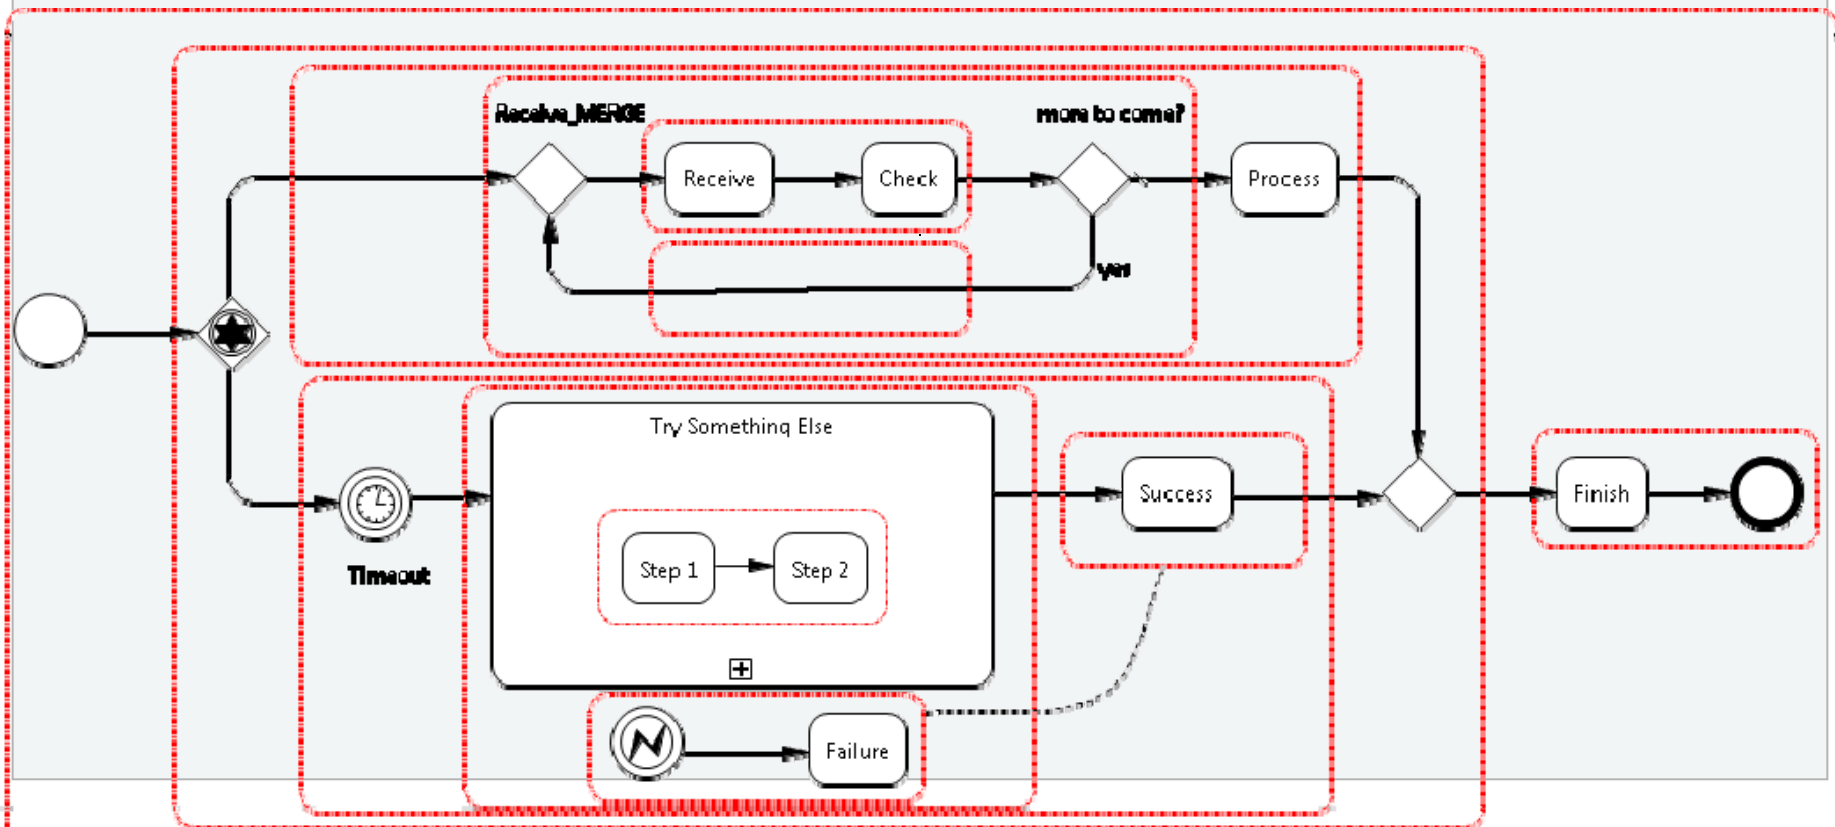 Receive_MERGE
more to come?
Receive
Check
Process
yes
Try Something Else
Success
Finish
Step 1
Step 2
Timeout
Failure